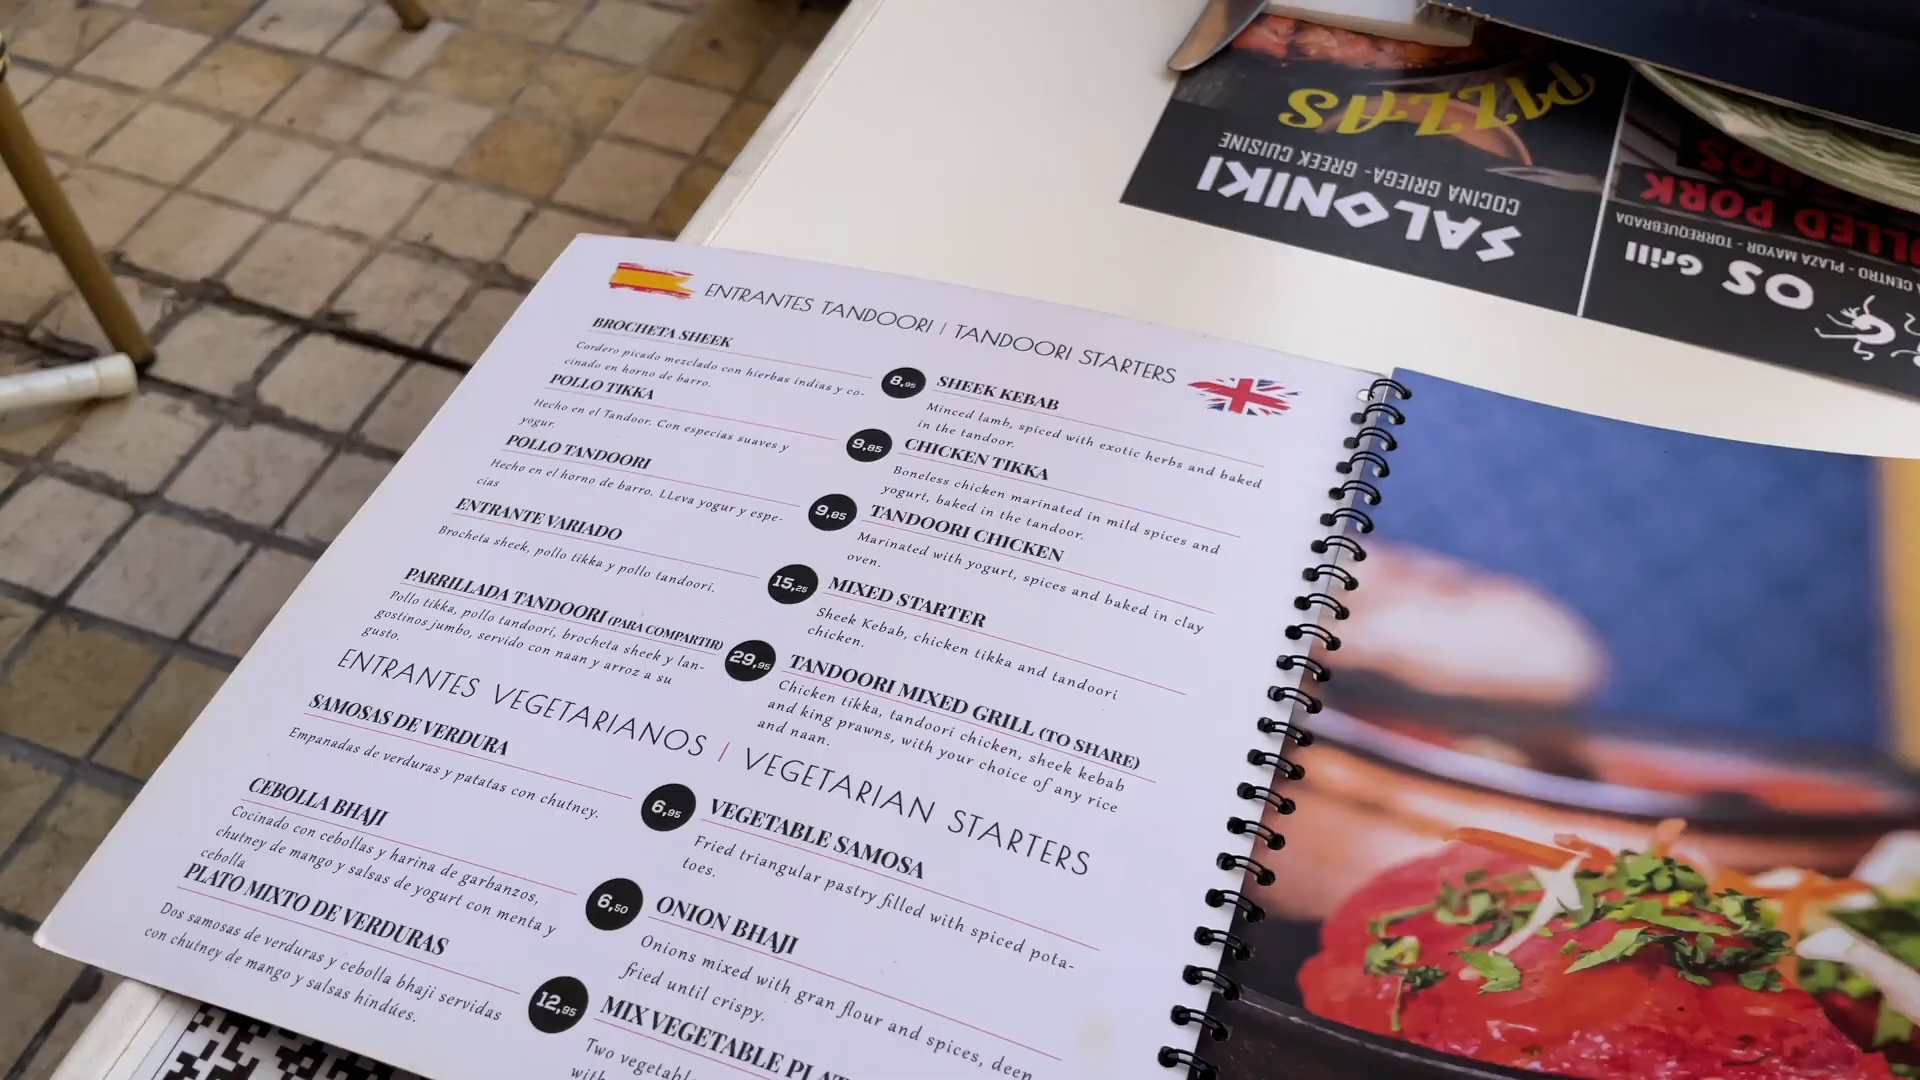 ENTRANTES TANDOORI | TANDOORI STARTERS
BROCHETA SHEEK
Cordero picado mezclado con hierbas indias y co-
cinado en horno de barro.
8,95
SHEEK KEBAB
Minced lamb, spiced with exotic herbs and baked
in the tandoor.
POLLO TIKKA
Hecho en el Tandoor. Con especias suaves y
yogur.
9,85
CHICKEN TIKKA
Boneless chicken marinated in mild spices and
yogurt, baked in the tandoor.
POLLO TANDOORI
Hecho en el horno de barro. LLeva yogur y espe-
cias
9,85
TANDOORI CHICKEN
Marinated with yogurt, spices and baked in clay
oven.
ENTRANTE VARIADO
Brocheta sheek, pollo tikka y pollo tandoori.
15,25
MIXED STARTER
Sheek Kebab, chicken tikka and tandoori
chicken.
PARRILLADA TANDOORI (PARA COMPARTIR)
Pollo tikka, pollo tandoori, brocheta sheek y lan-
gostinos jumbo, servido con naan y arroz a su
gusto.
29,95
TANDOORI MIXED GRILL (TO SHARE)
Chicken tikka, tandoori chicken, sheek kebab
and king prawns, with your choice of any rice
and naan.
ENTRANTES VEGETARIANOS | VEGETARIAN STARTERS
SAMOSAS DE VERDURA
Empanadas de verduras y patatas con chutney.
6,95
VEGETABLE SAMOSA
Fried triangular pastry filled with spiced pota-
toes.
CEBOLLA BHAJI
Cocinado con cebollas y harina de garbanzos,
chutney de mango y salsas de yogurt con menta y
cebolla
6,50
ONION BHAJI
Onions mixed with gran flour and spices, deep
fried until crispy.
PLATO MIXTO DE VERDURAS
Dos samosas de verduras y cebolla bhaji servidas
con chutney de mango y salsas hindúes.
12,95
MIX VEGETABLE PLAT
Two vegetabl
with
SALONIKI
COCINA GRIEGA - GREEK CUISINE
PIZZAS
OS Grill
CENTRO - PLAZA MAYOR - TORREQUEBRADA
LLED PORK